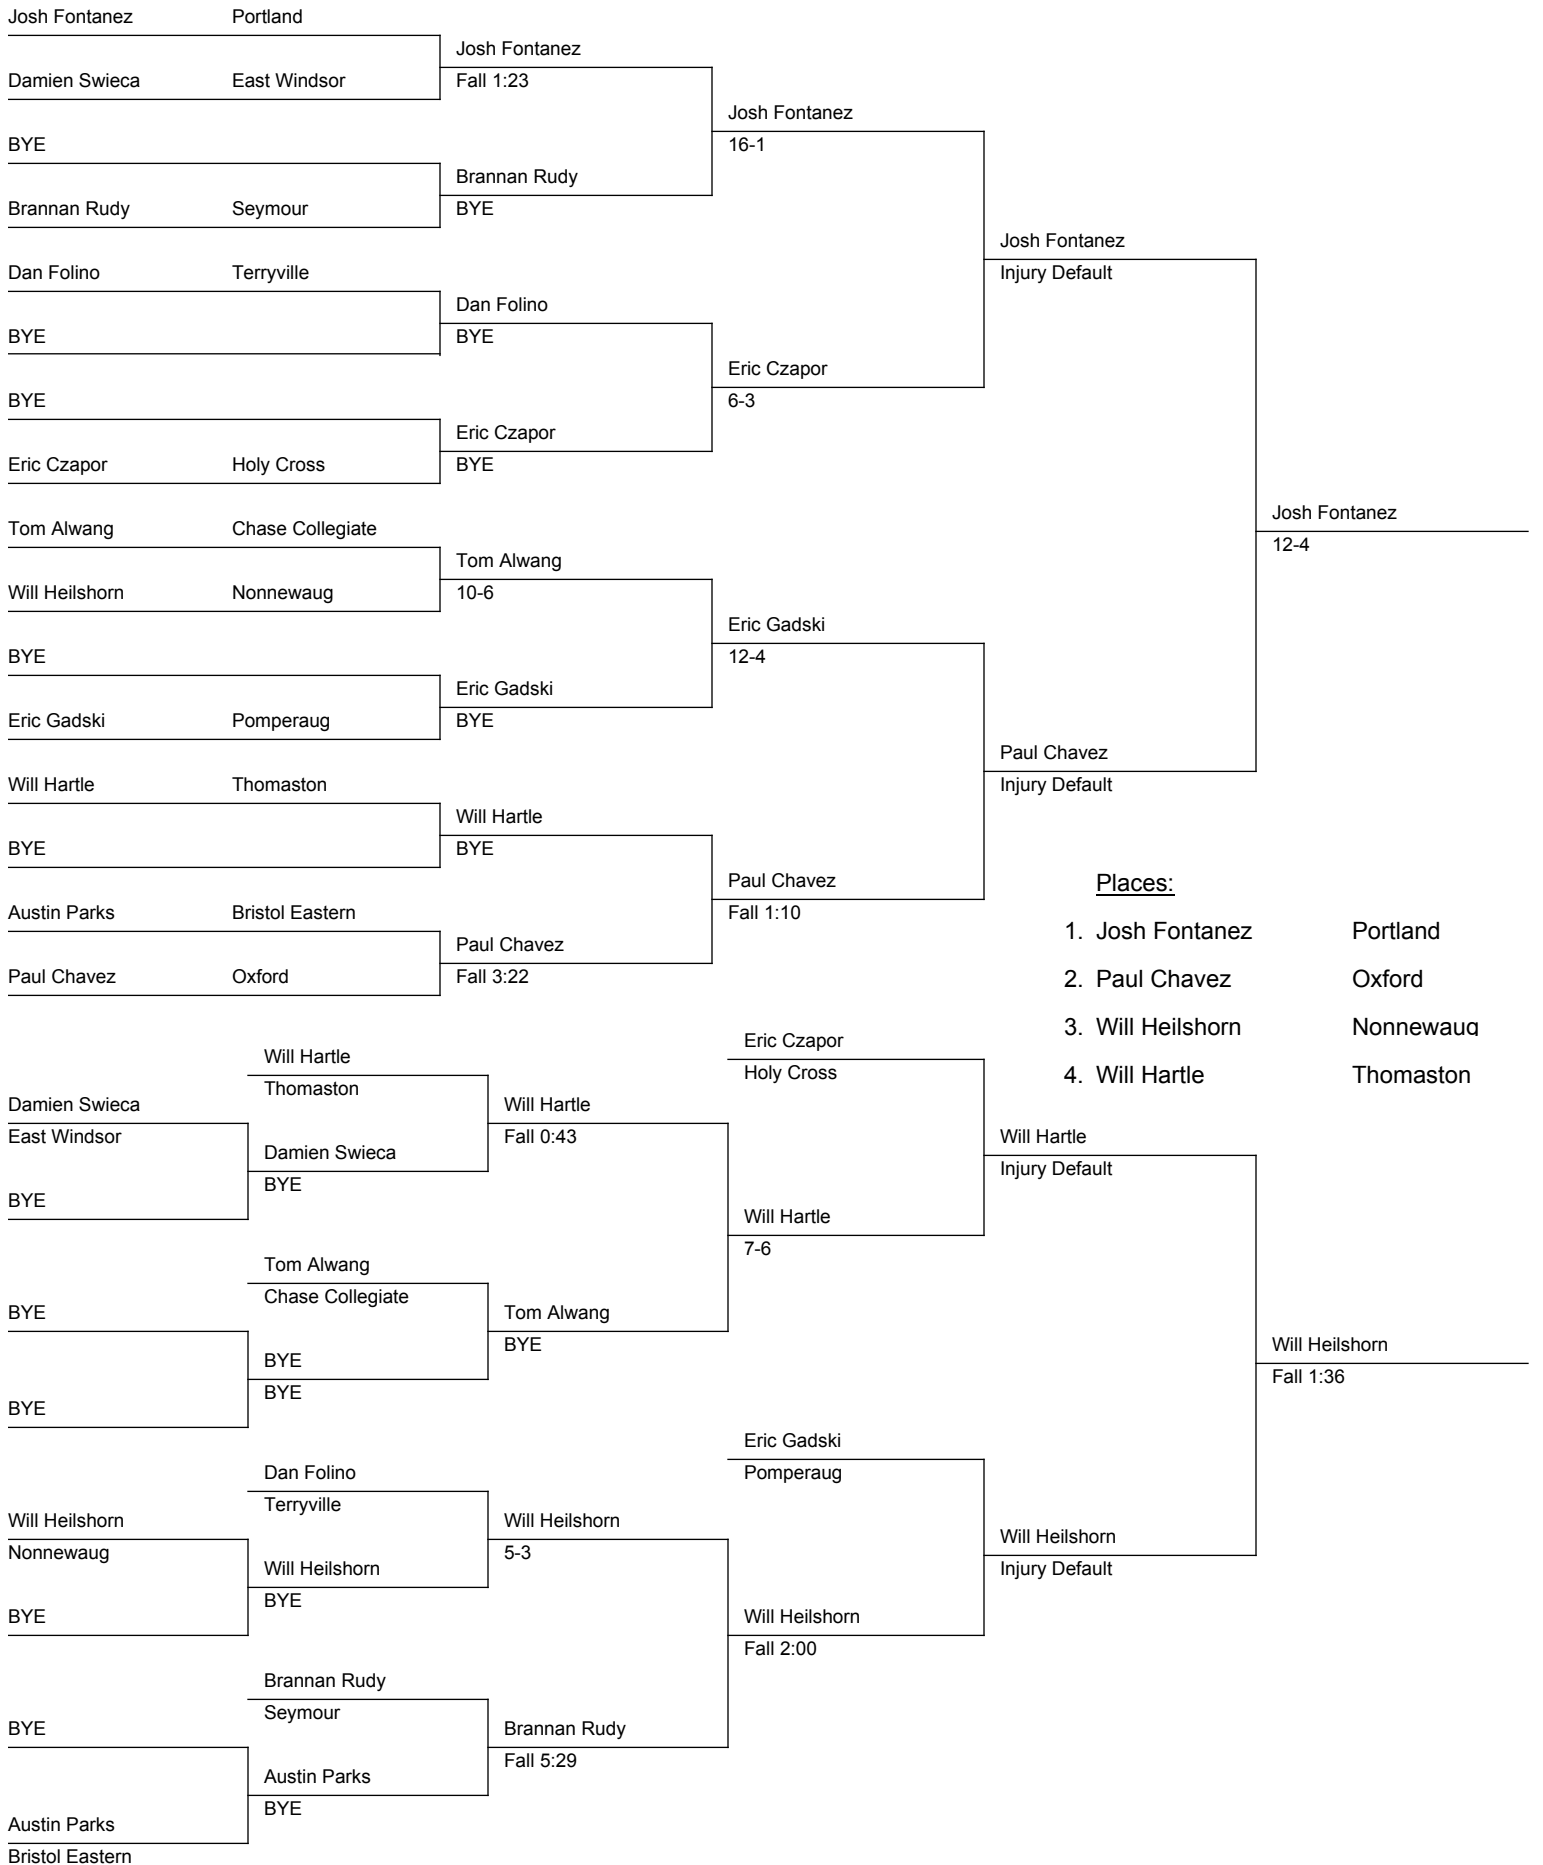 Josh Fontanez Portland
Josh Fontanez
Damien Swieca East Windsor Fall 1:23
Josh Fontanez
BYE 16-1
Brannan Rudy
Brannan Rudy Seymour BYE
Josh Fontanez
Dan Folino Terryville Injury Default
Dan Folino
BYE BYE
Eric Czapor
BYE 6-3
Eric Czapor
Eric Czapor Holy Cross BYE
Josh Fontanez
Tom Alwang Chase Collegiate 12-4
Tom Alwang
Will Heilshorn Nonnewaug 10-6
Eric Gadski
BYE 12-4
Eric Gadski
Eric Gadski Pomperaug BYE
Paul Chavez
Will Hartle Thomaston Injury Default
Will Hartle
BYE BYE
Paul Chavez Places:
Austin Parks Bristol Eastern Fall 1:10
1. Josh Fontanez Portland
Paul Chavez
Paul Chavez Oxford Fall 3:22
2. Paul Chavez Oxford
3. Will Heilshorn Nonnewaug
Eric Czapor
Will Hartle
Holy Cross
4. Will Hartle Thomaston
Thomaston
Damien Swieca Will Hartle
East Windsor Fall 0:43 Will Hartle
Damien Swieca
Injury Default
BYE
BYE
Will Hartle
7-6
Tom Alwang
Chase Collegiate
BYE Tom Alwang
BYE Will Heilshorn
BYE
Fall 1:36
BYE
BYE
Eric Gadski
Dan Folino Pomperaug
Terryville
Will Heilshorn Will Heilshorn
Will Heilshorn
Nonnewaug 5-3
Will Heilshorn Injury Default
BYE
BYE Will Heilshorn
Fall 2:00
Brannan Rudy
Seymour
BYE Brannan Rudy
Fall 5:29
Austin Parks
BYE
Austin Parks
Bristol Eastern